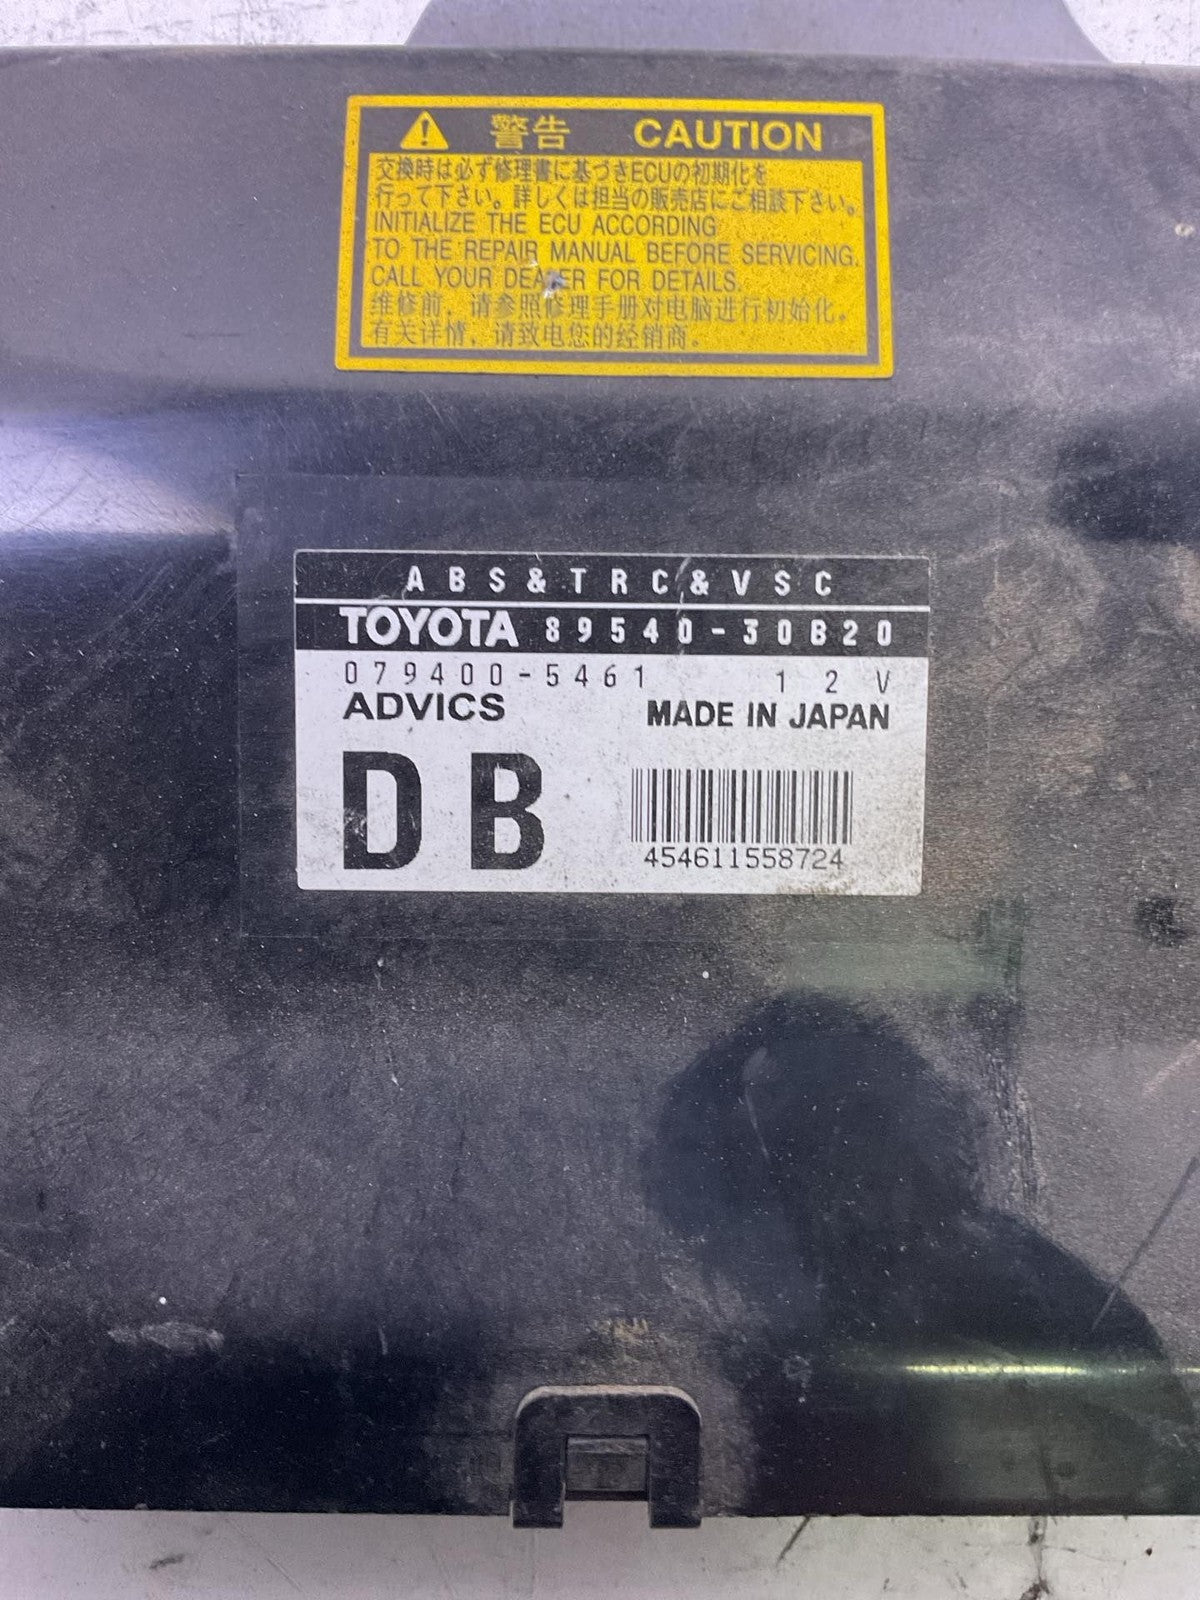 警告 CAUTION
交換時は必ず修理書に基づきECUの初期化を
行って下さい。詳しくは担当の販売店にご相談下さい。
INITIALIZE THE ECU ACCORDING
TO THE REPAIR MANUAL BEFORE SERVICING.
CALL YOUR DEALER FOR DETAILS.
维修前，请参照修理手册对电脑进行初始化。
有关详情，请致电您的经销商。
ABS&TRC&VSC
TOYOTA 89540-30B20
079400-5461 12V
ADVICS MADE IN JAPAN
DB
454611558724